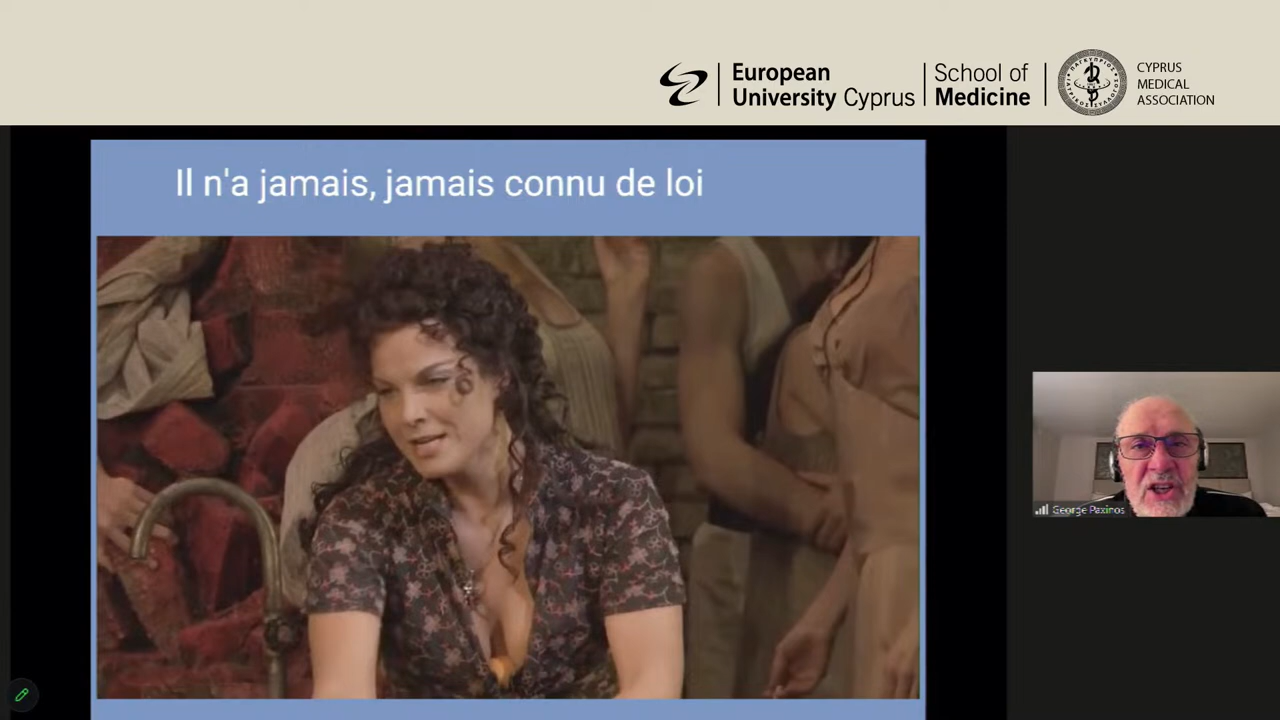 European
University Cyprus
School of
Medicine
CYPRUS
MEDICAL
ASSOCIATION
Il n'a jamais, jamais connu de loi
George Paxinos